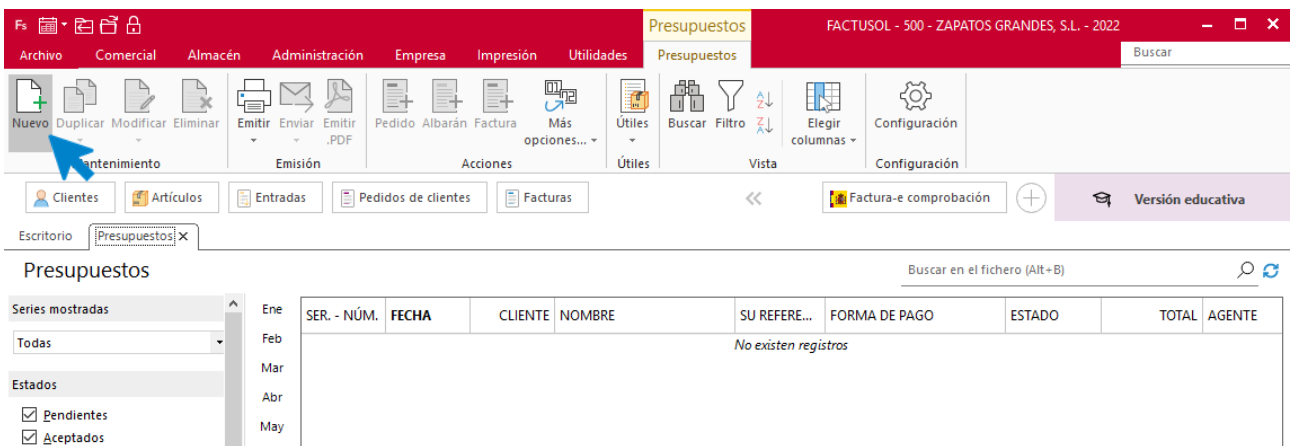 Fs
Presupuestos
FACTUSOL - 500 - ZAPATOS GRANDES, S.L. - 2022
Archivo Comercial Almacén Administración Empresa Impresión Utilidades Presupuestos Buscar
Nuevo Duplicar Modificar Eliminar Emitir Enviar Emitir .PDF Pedido Albarán Factura Más opciones... Útiles Buscar Filtro Elegir columnas Configuración
Mantenimiento Emisión Acciones Útiles Vista Configuración
Clientes Artículos Entradas Pedidos de clientes Facturas Factura-e comprobación Versión educativa
Escritorio Presupuestos
Presupuestos Buscar en el fichero (Alt+B)
Series mostradas
Todas
Estados
Pendientes
Aceptados
Ene
Feb
Mar
Abr
May
SER. - NÚM. FECHA CLIENTE NOMBRE SU REFERE... FORMA DE PAGO ESTADO TOTAL AGENTE
No existen registros